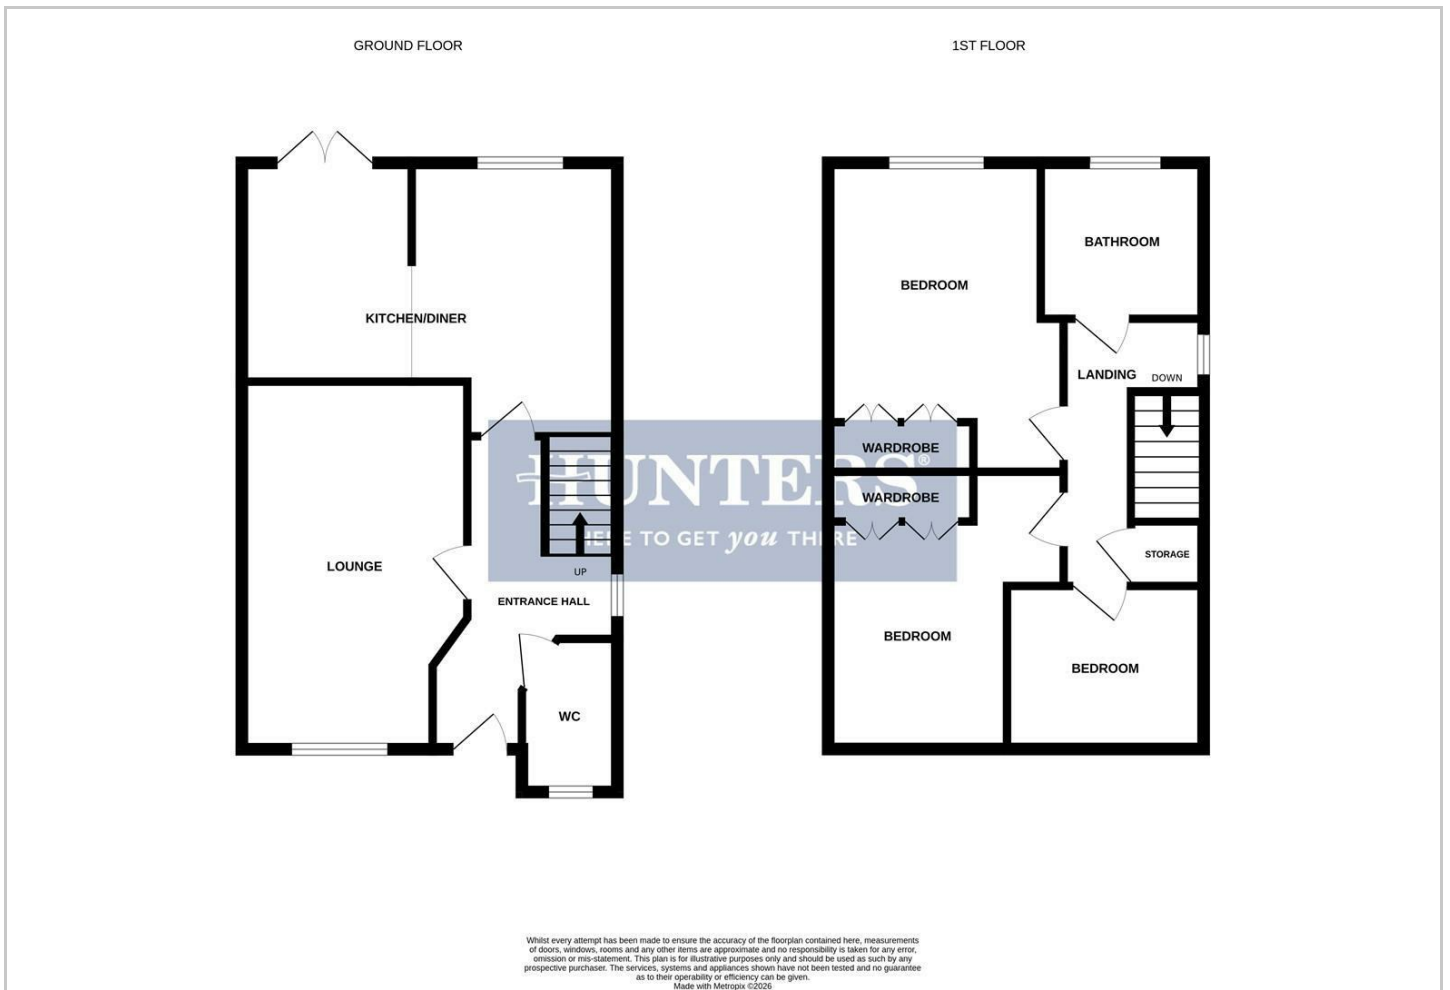 GROUND FLOOR
1ST FLOOR
KITCHEN/DINER
LOUNGE
UP
ENTRANCE HALL
WC
BEDROOM
BATHROOM
LANDING
DOWN
WARDROBE
WARDROBE
STORAGE
BEDROOM
BEDROOM
HUNTERS®
HERE TO GET you THERE
Whilst every attempt has been made to ensure the accuracy of the floorplan contained here, measurements
of doors, windows, rooms and any other items are approximate and no responsibility is taken for any error,
omission or mis-statement. This plan is for illustrative purposes only and should be used as such by any
prospective purchaser. The services, systems and appliances shown have not been tested and no guarantee
as to their operability or efficiency can be given.
Made with Metropix ©2026